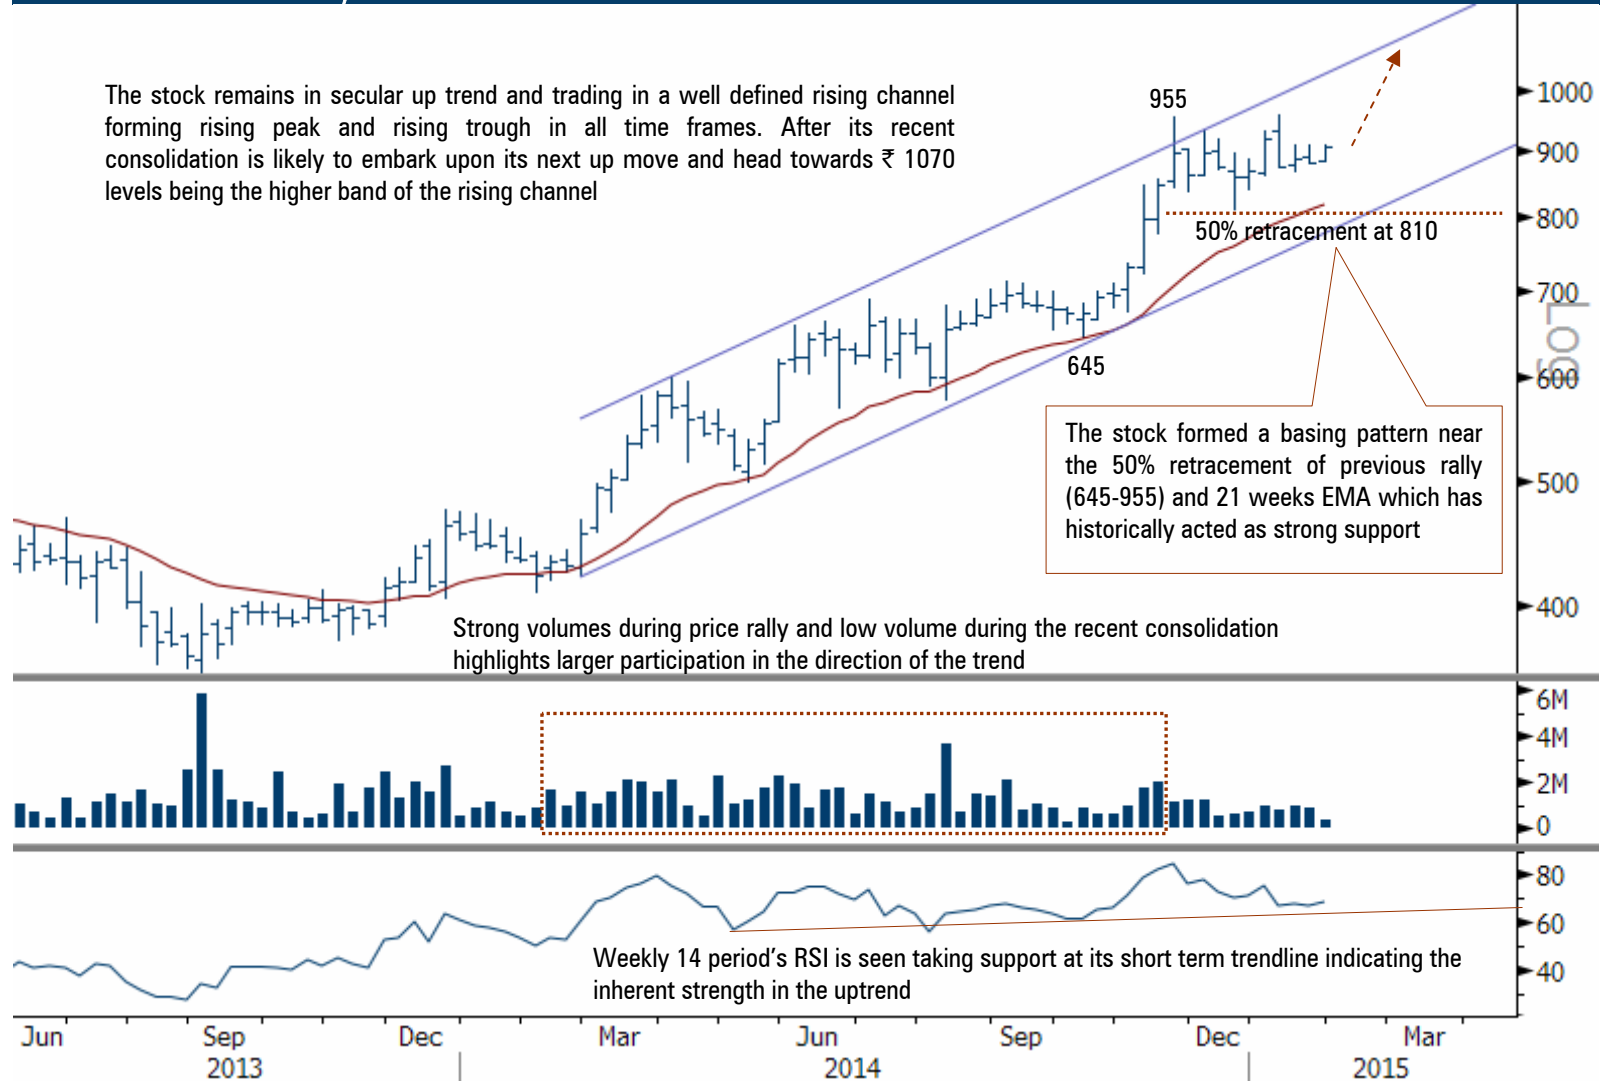 The stock remains in secular up trend and trading in a well defined rising channel
forming rising peak and rising trough in all time frames. After its recent
consolidation is likely to embark upon its next up move and head towards ₹ 1070
levels being the higher band of the rising channel
955
1000
900
800
50% retracement at 810
700
Log
645
600
The stock formed a basing pattern near
the 50% retracement of previous rally
(645-955) and 21 weeks EMA which has
historically acted as strong support
500
400
Strong volumes during price rally and low volume during the recent consolidation
highlights larger participation in the direction of the trend
6M
4M
2M
0
80
60
40
Weekly 14 period's RSI is seen taking support at its short term trendline indicating the
inherent strength in the uptrend
Jun Sep Dec Mar Jun Sep Dec Mar
2013 2014 2015